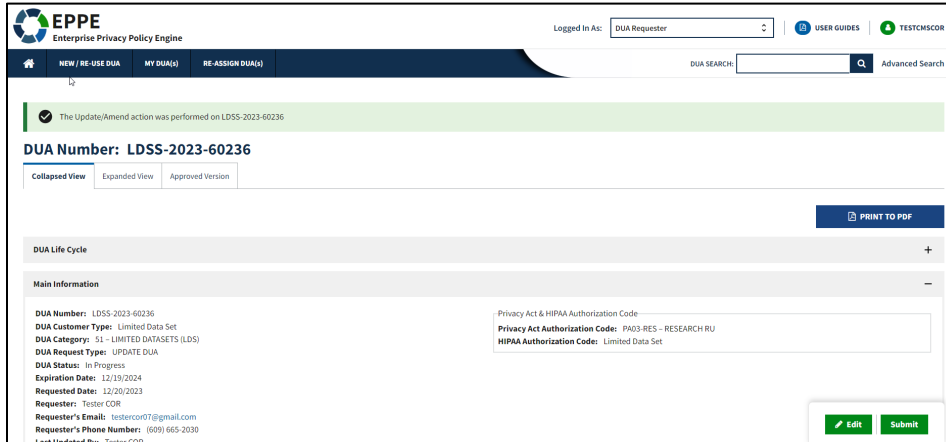 EPPE
Enterprise Privacy Policy Engine
Logged In As: DUA Requester USER GUIDES TESTCMSCOR
NEW / RE-USE DUA MY DUA(s) RE-ASSIGN DUA(s) DUA SEARCH: Advanced Search
The Update/Amend action was performed on LDSS-2023-60236
DUA Number: LDSS-2023-60236
Collapsed View Expanded View Approved Version
PRINT TO PDF
DUA Life Cycle +
Main Information −
DUA Number: LDSS-2023-60236
DUA Customer Type: Limited Data Set
DUA Category: 51 – LIMITED DATASETS (LDS)
DUA Request Type: UPDATE DUA
DUA Status: In Progress
Expiration Date: 12/19/2024
Requested Date: 12/20/2023
Requester: Tester COR
Requester's Email: testercor07@gmail.com
Requester's Phone Number: (609) 665-2030
Last Updated By: Tester COR
Privacy Act & HIPAA Authorization Code
Privacy Act Authorization Code: PA03-RES – RESEARCH RU
HIPAA Authorization Code: Limited Data Set
Edit Submit